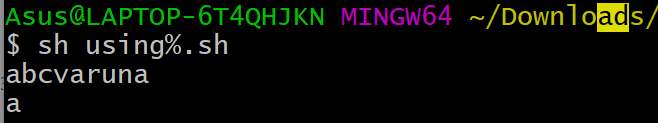 Asus@LAPTOP-6T4QHJKN MINGW64 ~/Downloads/
$ sh using%.sh
abcvaruna
a